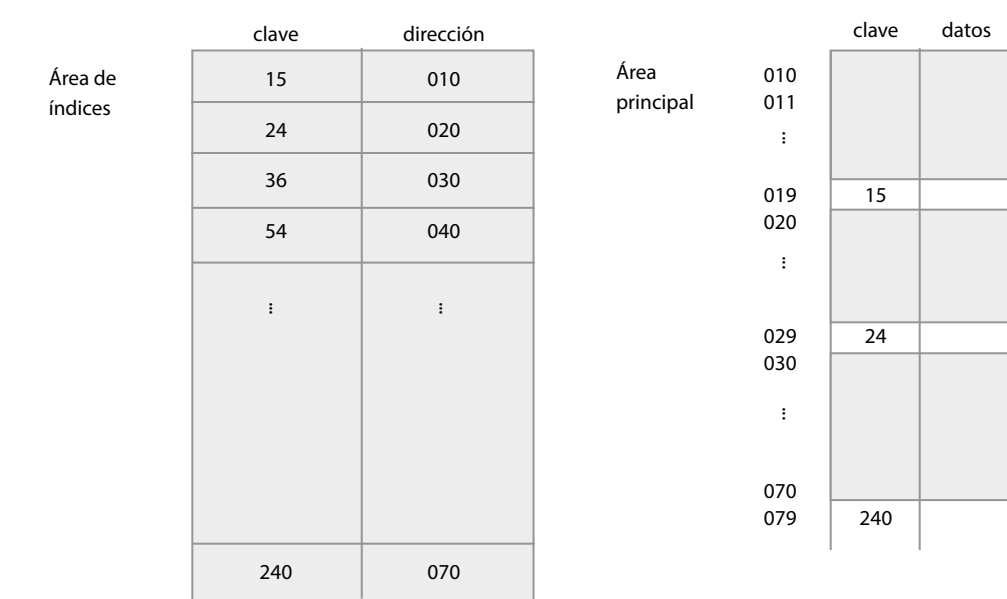 clave dirección
Área de
índices
15 010
24 020
36 030
54 040
⋮ ⋮
240 070
clave datos
Área
principal
010
011
⋮
019 15
020
⋮
029 24
030
⋮
070
079 240